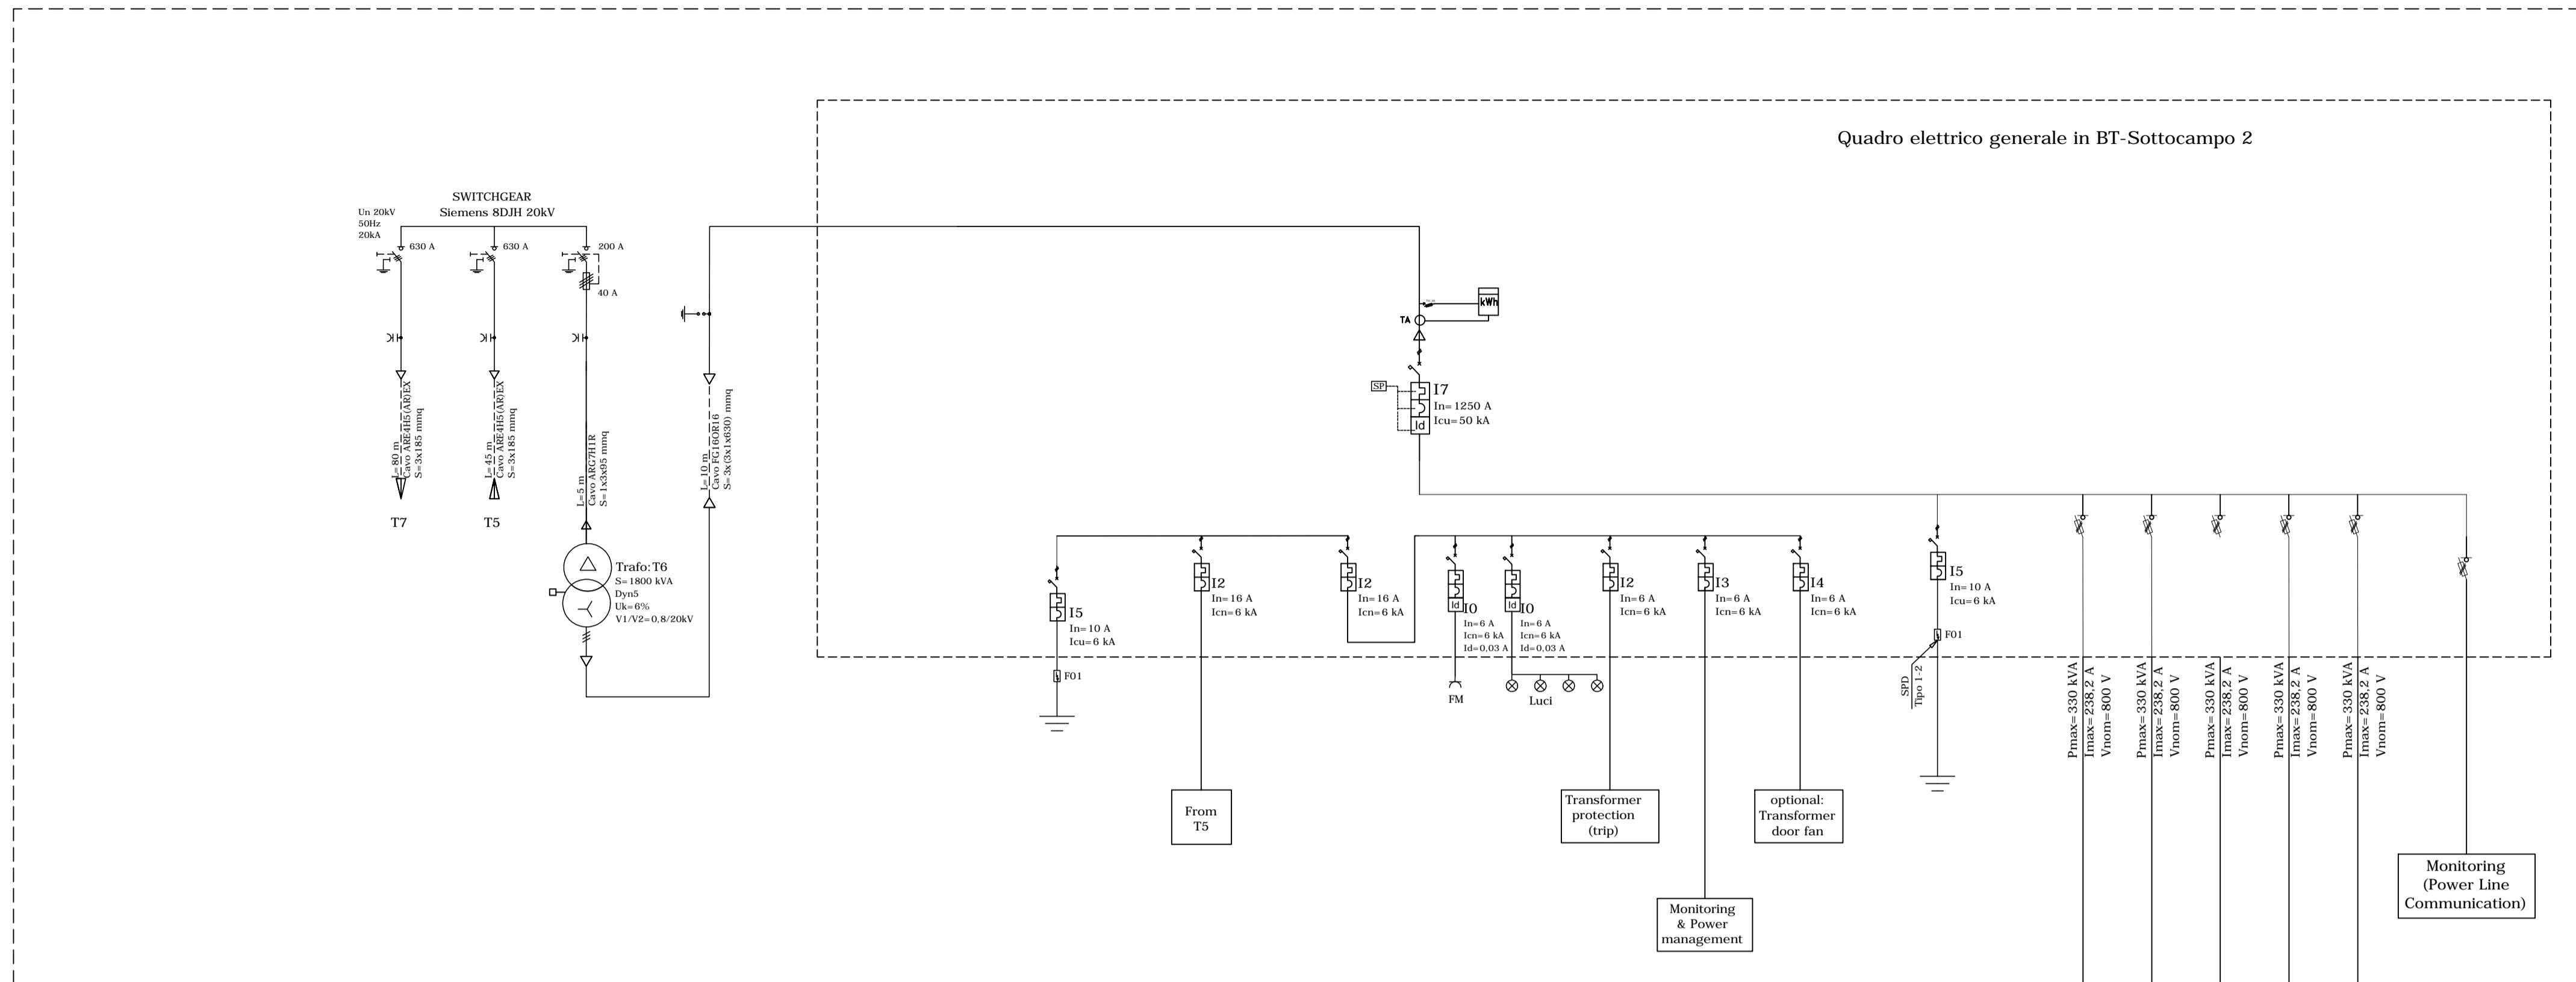 Quadro elettrico generale in BT-Sottocampo 2
SWITCHGEAR
Siemens 8DJH 20kV
Un 20kV
50Hz
20kA
630 A
630 A
200 A
40 A
L=80 m
Cavo ARE4H5(AR)EX
S=3x185 mmq
T7
L=45 m
Cavo ARE4H5(AR)EX
S=3x185 mmq
T5
L=5 m
Cavo ARG7H1R
S=1x3x95 mmq
Trafo: T6
S=1800 kVA
Dyn5
Uk=6%
V1/V2=0,8/20kV
L=10 m
Cavo FG16OR16
S=3x(3x1x630) mmq
kWh
TA
SP
I7
In=1250 A
Icu=50 kA
Id
I5
In=10 A
Icu=6 kA
F01
I2
In=16 A
Icn=6 kA
From
T5
I2
In=16 A
Icn=6 kA
Id
I0
In=6 A
Icn=6 kA
Id=0,03 A
FM
Id
I0
In=6 A
Icn=6 kA
Id=0,03 A
Luci
I2
In=6 A
Icn=6 kA
Transformer
protection
(trip)
I3
In=6 A
Icn=6 kA
Monitoring
& Power
management
I4
In=6 A
Icn=6 kA
optional:
Transformer
door fan
I5
In=10 A
Icu=6 kA
F01
SPD
Tipo 1-2
Pmax=330 kVA
Imax=238,2 A
Vnom=800 V
Pmax=330 kVA
Imax=238,2 A
Vnom=800 V
Pmax=330 kVA
Imax=238,2 A
Vnom=800 V
Pmax=330 kVA
Imax=238,2 A
Vnom=800 V
Pmax=330 kVA
Imax=238,2 A
Vnom=800 V
Monitoring
(Power Line
Communication)